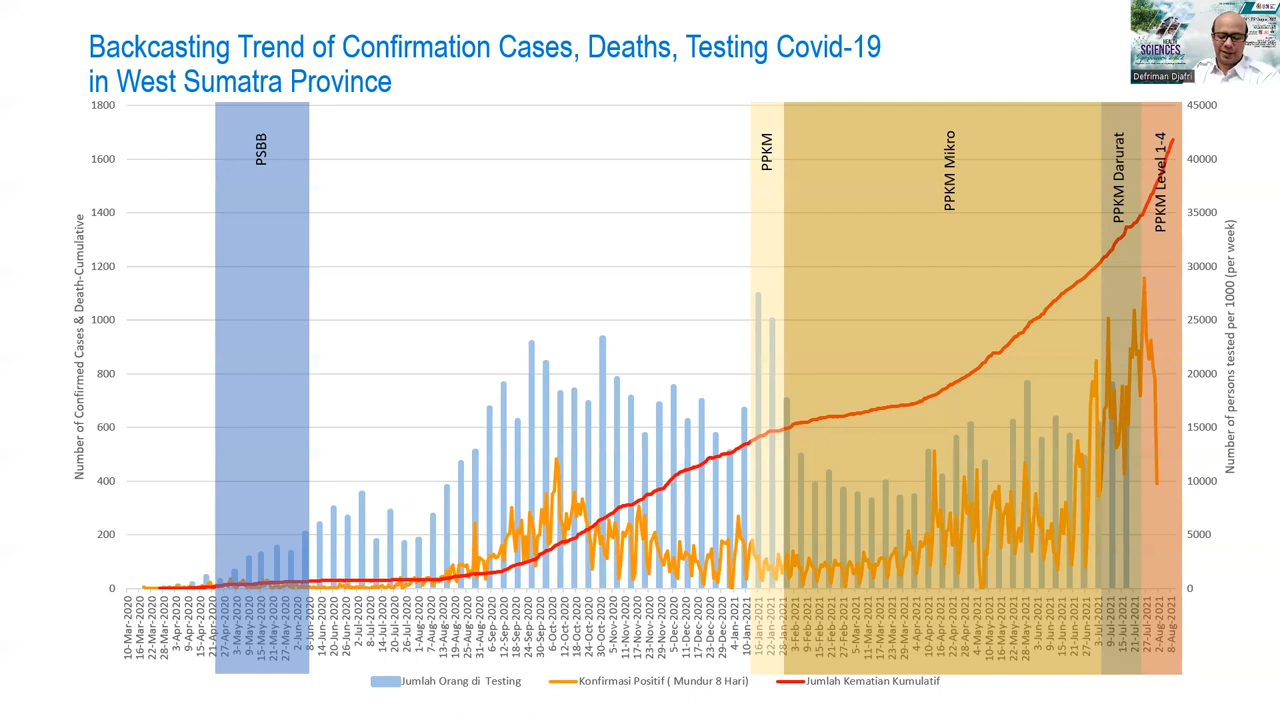 Backcasting Trend of Confirmation Cases, Deaths, Testing Covid-19
in West Sumatra Province
HEALTH
SCIENCES
Defriman Djafri
Number of Confirmed Cases & Death-Cumulative
1800
1600
1400
1200
1000
800
600
400
200
0
PSBB
PPKM
PPKM Mikro
PPKM Darurat
PPKM Level 1-4
45000
40000
35000
30000
25000
20000
15000
10000
5000
0
Number of persons tested per 1000 (per week)
10-Mar-2020
16-Mar-2020
22-Mar-2020
28-Mar-2020
3-Apr-2020
9-Apr-2020
15-Apr-2020
21-Apr-2020
27-Apr-2020
3-May-2020
9-May-2020
15-May-2020
21-May-2020
27-May-2020
2-Jun-2020
8-Jun-2020
14-Jun-2020
20-Jun-2020
26-Jun-2020
2-Jul-2020
8-Jul-2020
14-Jul-2020
20-Jul-2020
26-Jul-2020
1-Aug-2020
7-Aug-2020
13-Aug-2020
19-Aug-2020
25-Aug-2020
31-Aug-2020
6-Sep-2020
12-Sep-2020
18-Sep-2020
24-Sep-2020
30-Sep-2020
6-Oct-2020
12-Oct-2020
18-Oct-2020
24-Oct-2020
30-Oct-2020
5-Nov-2020
11-Nov-2020
17-Nov-2020
23-Nov-2020
29-Nov-2020
5-Dec-2020
11-Dec-2020
17-Dec-2020
23-Dec-2020
29-Dec-2020
4-Jan-2021
10-Jan-2021
16-Jan-2021
22-Jan-2021
28-Jan-2021
3-Feb-2021
9-Feb-2021
15-Feb-2021
21-Feb-2021
27-Feb-2021
5-Mar-2021
11-Mar-2021
17-Mar-2021
23-Mar-2021
29-Mar-2021
4-Apr-2021
10-Apr-2021
16-Apr-2021
22-Apr-2021
28-Apr-2021
4-May-2021
10-May-2021
16-May-2021
22-May-2021
28-May-2021
3-Jun-2021
9-Jun-2021
15-Jun-2021
21-Jun-2021
27-Jun-2021
3-Jul-2021
9-Jul-2021
15-Jul-2021
21-Jul-2021
27-Jul-2021
2-Aug-2021
8-Aug-2021
Jumlah Orang di Testing
Konfirmasi Positif ( Mundur 8 Hari)
Jumlah Kematian Kumulatif